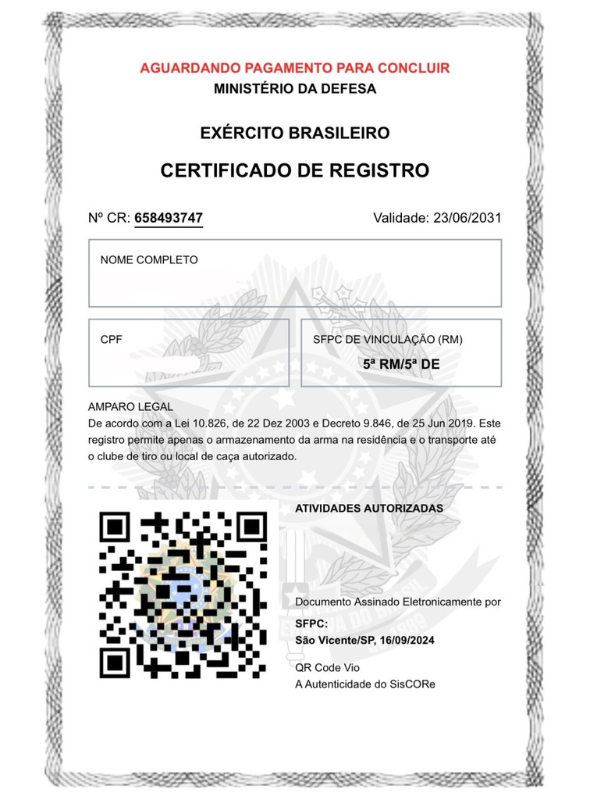 AGUARDANDO PAGAMENTO PARA CONCLUIR
MINISTÉRIO DA DEFESA
EXÉRCITO BRASILEIRO
CERTIFICADO DE REGISTRO
Nº CR: 658493747
Validade: 23/06/2031
NOME COMPLETO
CPF
SFPC DE VINCULAÇÃO (RM)
5ª RM/5ª DE
AMPARO LEGAL
De acordo com a Lei 10.826, de 22 Dez 2003 e Decreto 9.846, de 25 Jun 2019. Este
registro permite apenas o armazenamento da arma na residência e o transporte até
o clube de tiro ou local de caça autorizado.
ATIVIDADES AUTORIZADAS
Documento Assinado Eletronicamente por
SFPC:
São Vicente/SP, 16/09/2024
QR Code Vio
A Autenticidade do SisCORe